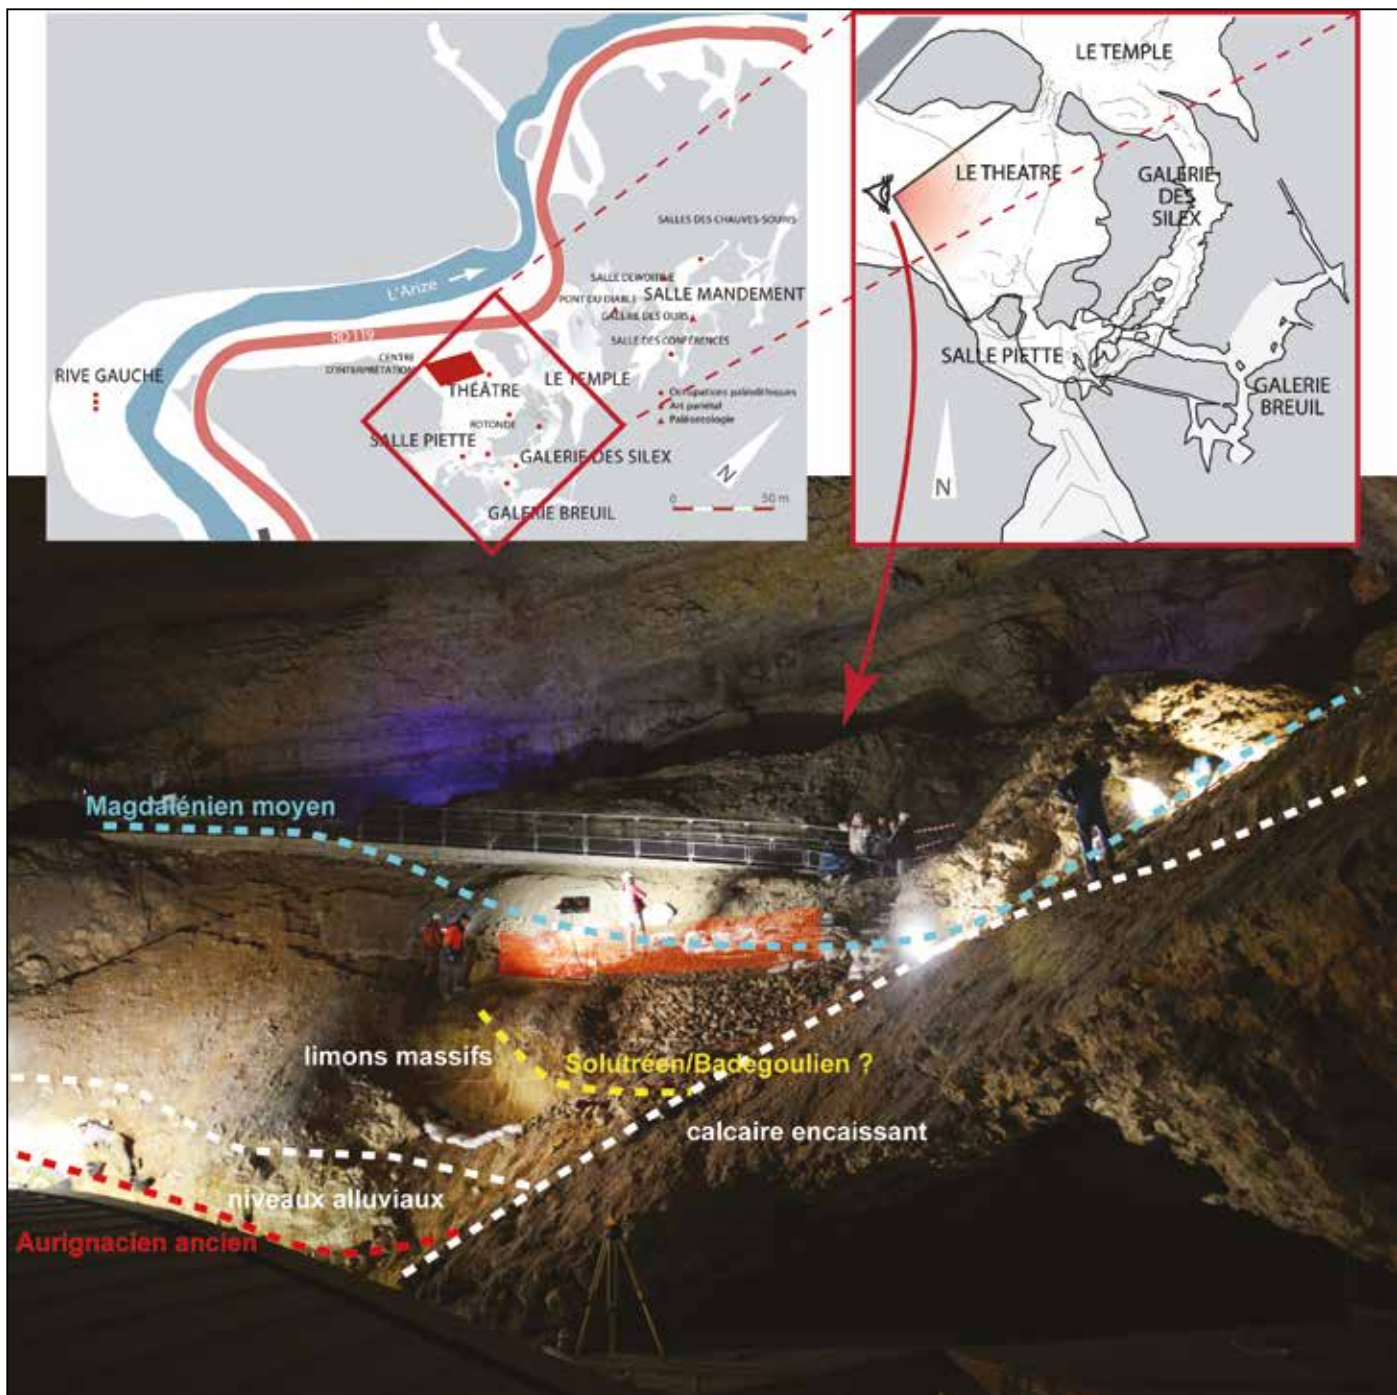 L'Arize
RD 119
RIVE GAUCHE
CENTRE
D'INTERPRÉTATION
THÉÂTRE
LE TEMPLE
ROTONDE
SALLE PIETTE
GALERIE DES SILEX
GALERIE BREUIL
SALLES DES CHAUVES-SOURIS
SALLE DEWOITINE
PONT DU DIABLE
SALLE MANDEMENT
GALERIE DES OURS
SALLE DES CONFÉRENCES
Occupations paléolithiques
Art pariétal
Paléontologie
N
0 50 m
LE TEMPLE
LE THEATRE
GALERIE
DES
SILEX
SALLE PIETTE
GALERIE
BREUIL
N
Magdalénien moyen
limons massifs
Solutréen/Badegoulien ?
calcaire encaissant
niveaux alluviaux
Aurignacien ancien